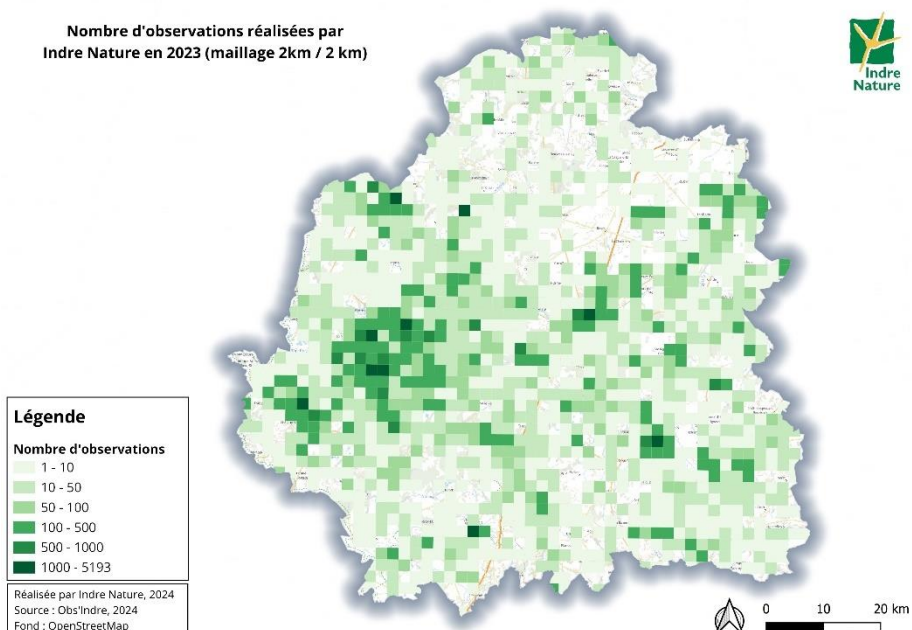 Nombre d'observations réalisées par
Indre Nature en 2023 (maillage 2km / 2 km)
Indre
Nature
Légende
Nombre d'observations
1 - 10
10 - 50
50 - 100
100 - 500
500 - 1000
1000 - 5193
Réalisée par Indre Nature, 2024
Source : Obs'Indre, 2024
Fond : OpenStreetMap
0 10 20 km